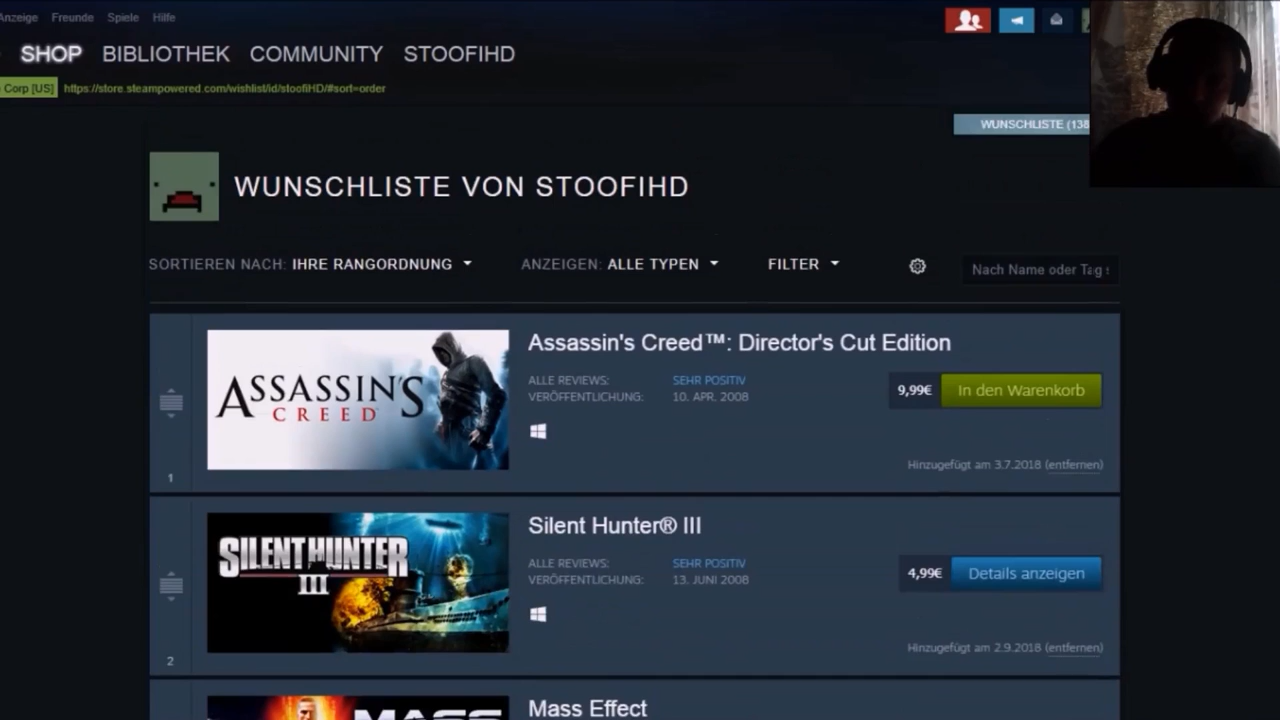 Anzeige Freunde Spiele Hilfe
SHOP BIBLIOTHEK COMMUNITY STOOFIHD
Corp [US] https://store.steampowered.com/wishlist/id/stoofiHD/#sort=order
WUNSCHLISTE (138
WUNSCHLISTE VON STOOFIHD
SORTIEREN NACH: IHRE RANGORDNUNG ANZEIGEN: ALLE TYPEN FILTER Nach Name oder Tag s
Assassin's Creed™: Director's Cut Edition
ASSASSIN'S
CREED
ALLE REVIEWS: SEHR POSITIV
VERÖFFENTLICHUNG: 10. APR. 2008
9,99€ In den Warenkorb
Hinzugefügt am 3.7.2018 (entfernen)
1
Silent Hunter® III
SILENT HUNTER
III
ALLE REVIEWS: SEHR POSITIV
VERÖFFENTLICHUNG: 13. JUNI 2008
4,99€ Details anzeigen
Hinzugefügt am 2.9.2018 (entfernen)
2
Mass Effect
MASS